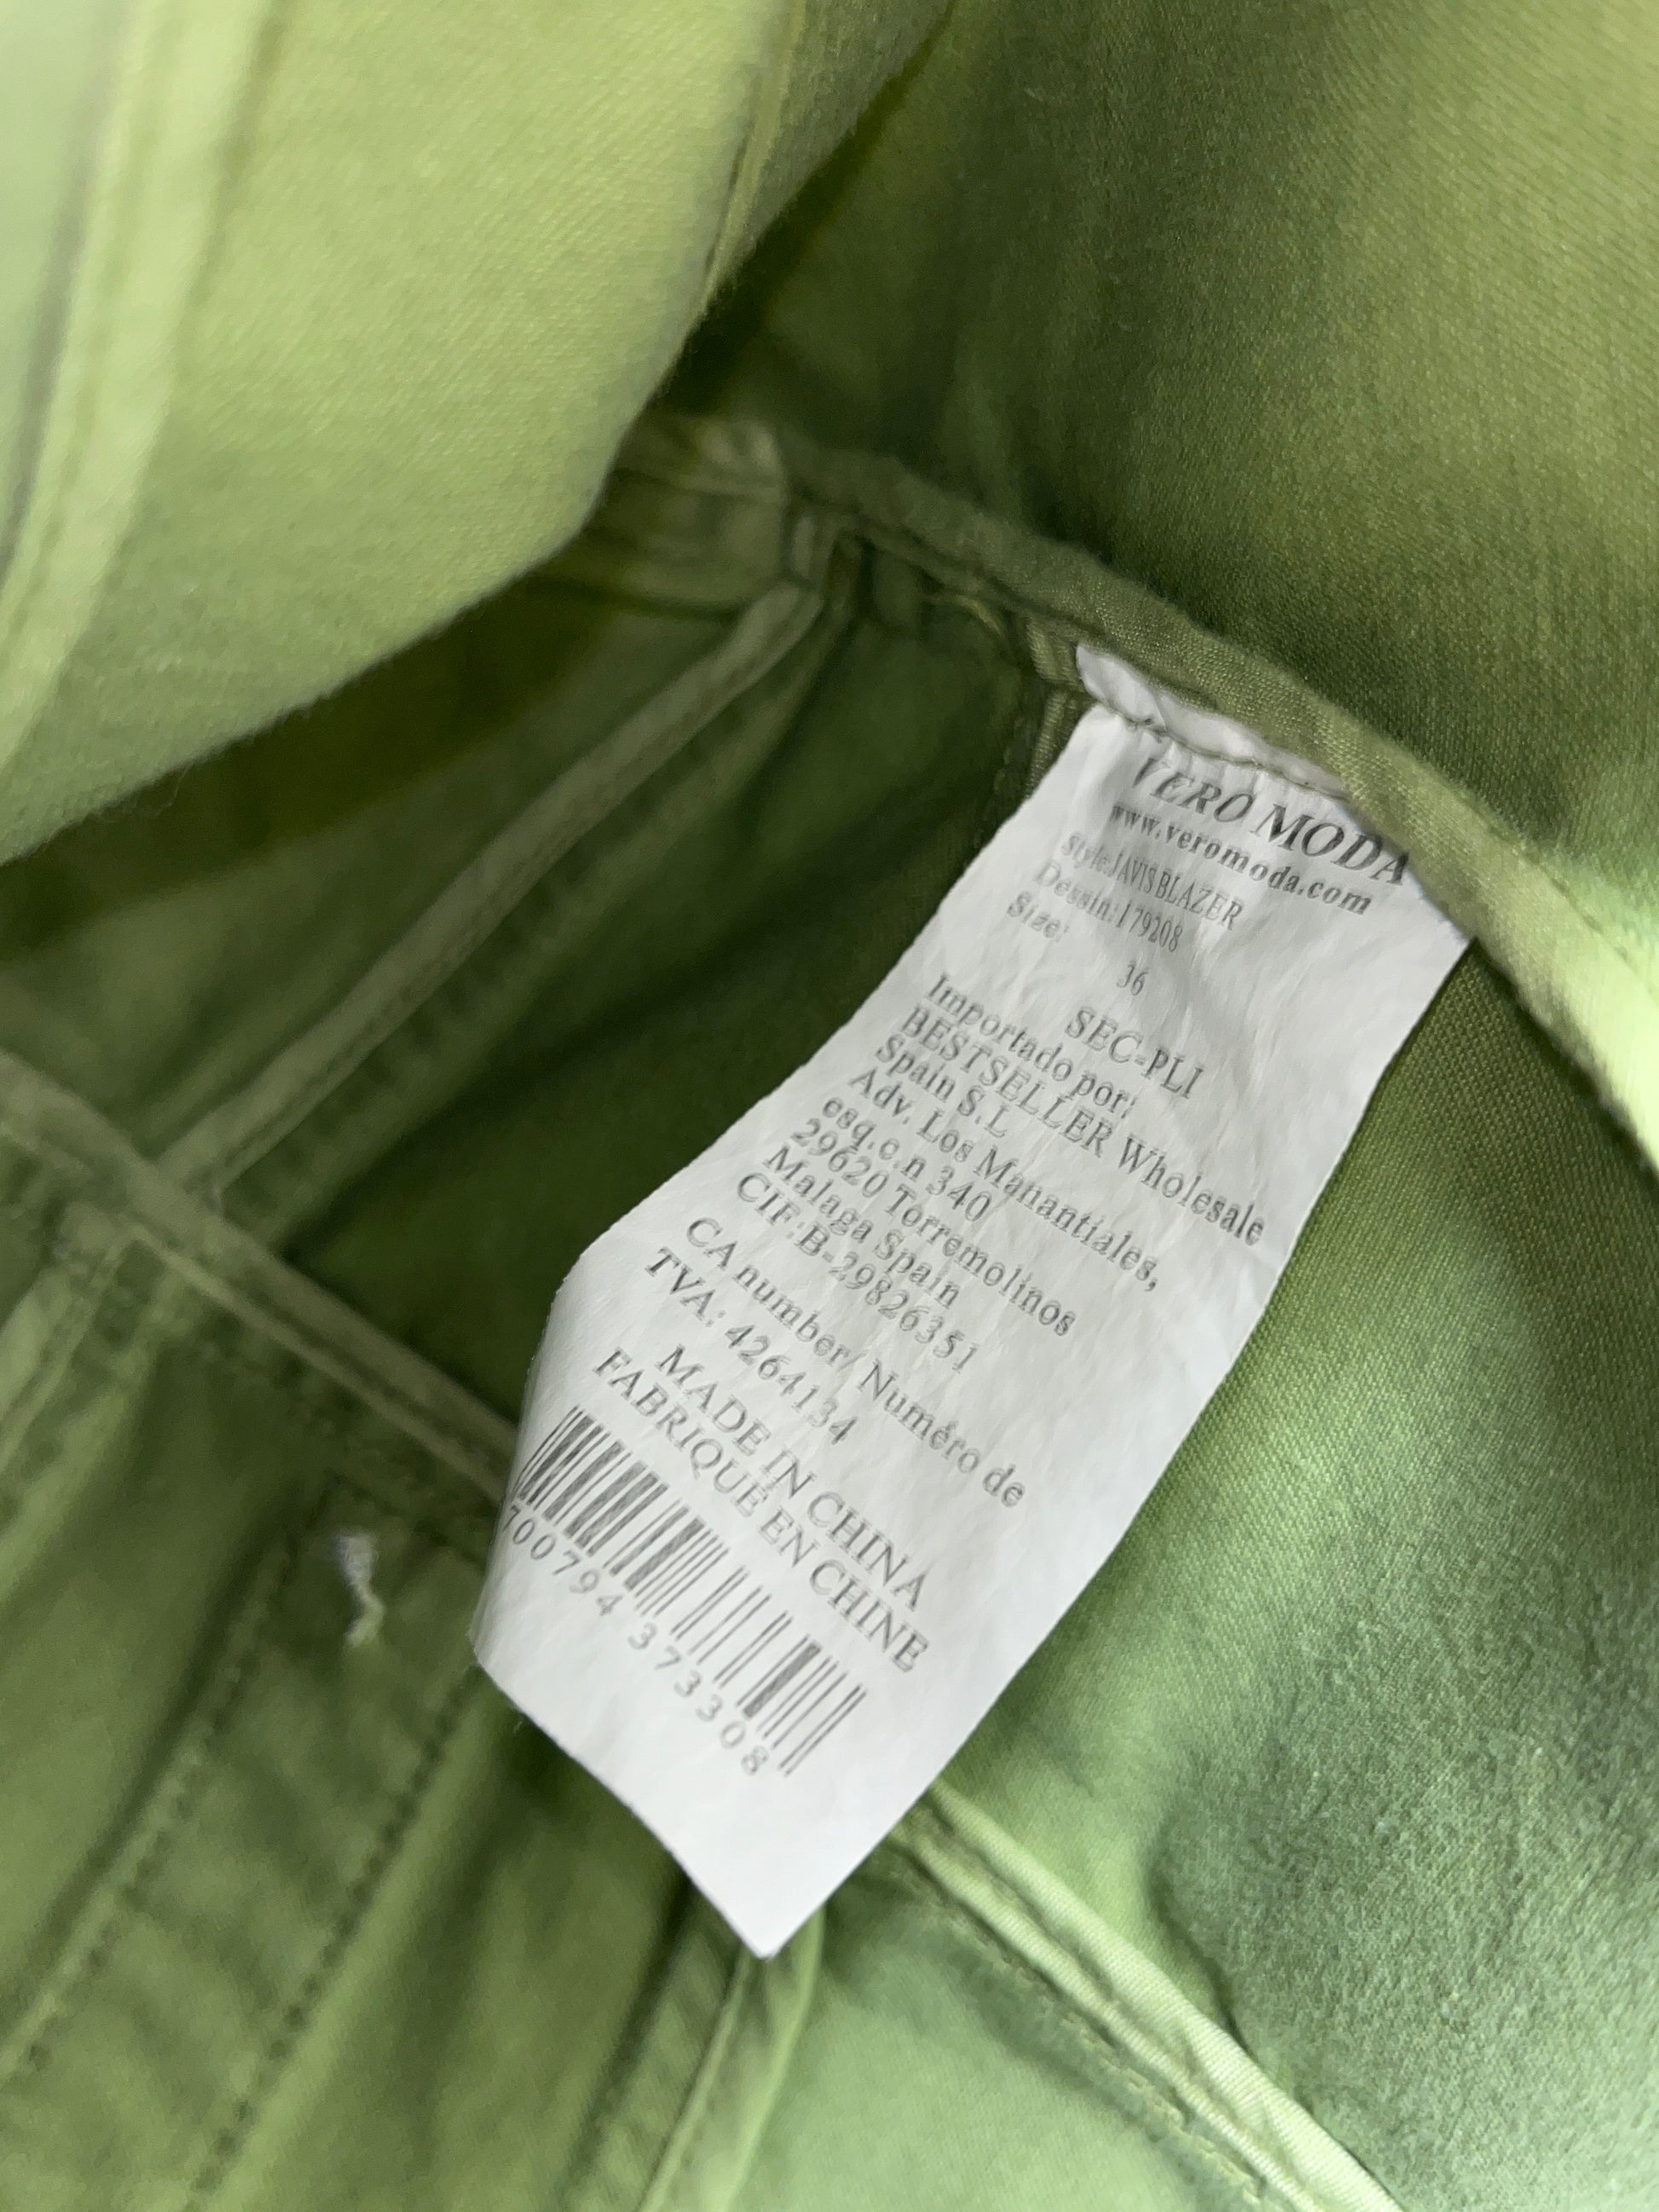 VERO MODA
www.veromoda.com
Style:JAVIS BLAZER
Dessin:179208
Size:
36
SEC-PLI
Importado por:
BESTSELLER Wholesale
Spain S.L
Adv. Los Manantiales,
esq.c.n 340
29620 Torremolinos
Malaga Spain
CIF:B-29826351
CA number/ Numéro de
TVA: 4264134
MADE IN CHINA
FABRIQUÉ EN CHINE
700794 373308